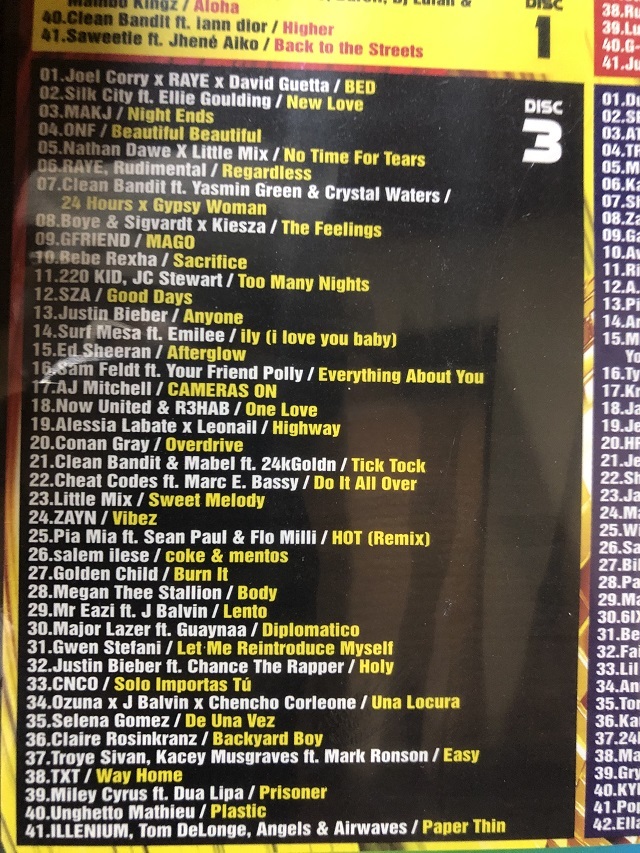 Mambo Kingz / Aloha
40.Clean Bandit ft. iann dior / Higher
41.Saweetie ft. Jhené Aiko / Back to the Streets
DISC
1
01.Joel Corry x RAYE x David Guetta / BED
02.Silk City ft. Ellie Goulding / New Love
03.MAKJ / Night Ends
04.ONF / Beautiful Beautiful
05.Nathan Dawe X Little Mix / No Time For Tears
06.RAYE, Rudimental / Regardless
07.Clean Bandit ft. Yasmin Green & Crystal Waters /
24 Hours x Gypsy Woman
08.Boye & Sigvardt x Kiesza / The Feelings
09.GFRIEND / MAGO
10.Bebe Rexha / Sacrifice
11.220 KID, JC Stewart / Too Many Nights
12.SZA / Good Days
13.Justin Bieber / Anyone
14.Surf Mesa ft. Emilee / ily (i love you baby)
15.Ed Sheeran / Afterglow
16.Sam Feldt ft. Your Friend Polly / Everything About You
17.AJ Mitchell / CAMERAS ON
18.Now United & R3HAB / One Love
19.Alessia Labate x Leonail / Highway
20.Conan Gray / Overdrive
21.Clean Bandit & Mabel ft. 24kGoldn / Tick Tock
22.Cheat Codes ft. Marc E. Bassy / Do It All Over
23.Little Mix / Sweet Melody
24.ZAYN / Vibez
25.Pia Mia ft. Sean Paul & Flo Milli / HOT (Remix)
26.salem ilese / coke & mentos
27.Golden Child / Burn It
28.Megan Thee Stallion / Body
29.Mr Eazi ft. J Balvin / Lento
30.Major Lazer ft. Guaynaa / Diplomatico
31.Gwen Stefani / Let Me Reintroduce Myself
32.Justin Bieber ft. Chance The Rapper / Holy
33.CNCO / Solo Importas Tú
34.Ozuna x J Balvin x Chencho Corleone / Una Locura
35.Selena Gomez / De Una Vez
36.Claire Rosinkranz / Backyard Boy
37.Troye Sivan, Kacey Musgraves ft. Mark Ronson / Easy
38.TXT / Way Home
39.Miley Cyrus ft. Dua Lipa / Prisoner
40.Unghetto Mathieu / Plastic
41.ILLENIUM, Tom DeLonge, Angels & Airwaves / Paper Thin
DISC
3